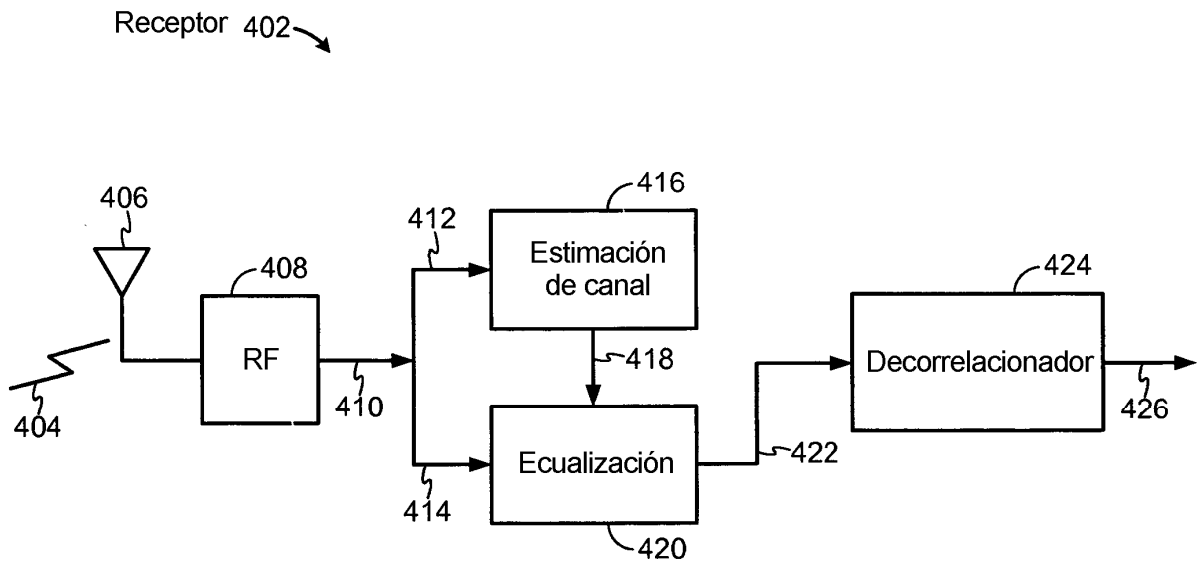 Receptor 402
406
416
412
408
Estimación
de canal
424
RF
418
Decorrelacionador
410
426
404
422
Ecualización
414
420